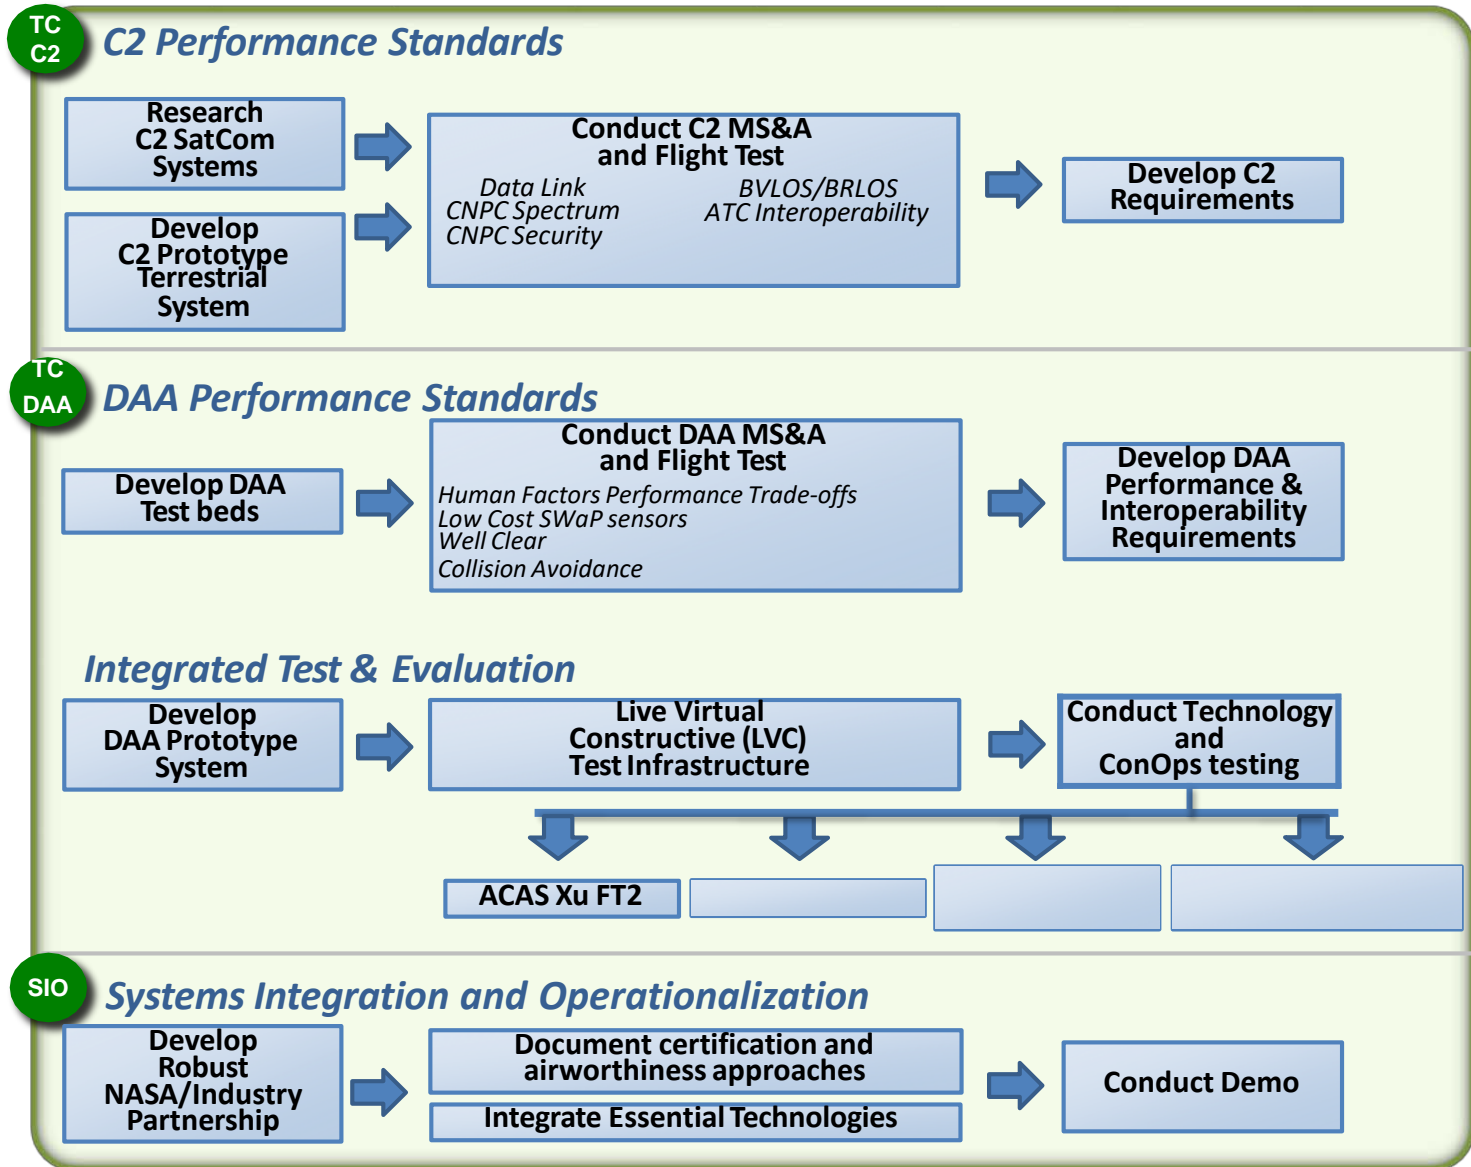 TC
C2
C2 Performance Standards
Research
C2 SatCom
Systems
Develop
C2 Prototype
Terrestrial
System
Conduct C2 MS&A
and Flight Test
Data Link
CNPC Spectrum
CNPC Security
BVLOS/BRLOS
ATC Interoperability
Develop C2
Requirements
TC
DAA
DAA Performance Standards
Develop DAA
Test beds
Conduct DAA MS&A
and Flight Test
Human Factors Performance Trade-offs
Low Cost SWaP sensors
Well Clear
Collision Avoidance
Develop DAA
Performance &
Interoperability
Requirements
Integrated Test & Evaluation
Develop
DAA Prototype
System
Live Virtual
Constructive (LVC)
Test Infrastructure
Conduct Technology
and
ConOps testing
ACAS Xu FT2
SIO
Systems Integration and Operationalization
Develop
Robust
NASA/Industry
Partnership
Document certification and
airworthiness approaches
Integrate Essential Technologies
Conduct Demo